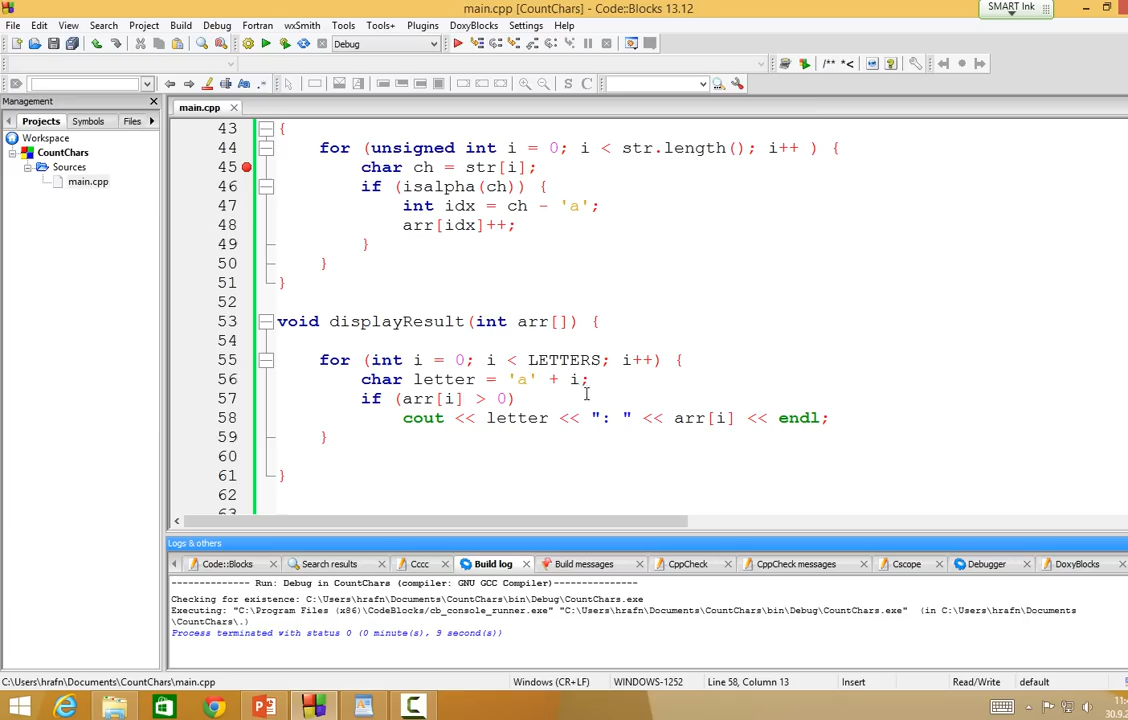 main.cpp [CountChars] - Code::Blocks 13.12
SMART Ink
File Edit View Search Project Build Debug Fortran wxSmith Tools Tools+ Plugins DoxyBlocks Settings Help
Debug
/** *<
Management
main.cpp
Projects Symbols Files
Workspace
CountChars
Sources
main.cpp
43 {
44 for (unsigned int i = 0; i < str.length(); i++ ) {
45 char ch = str[i];
46 if (isalpha(ch)) {
47 int idx = ch - 'a';
48 arr[idx]++;
49 }
50 }
51 }
52
53 void displayResult(int arr[]) {
54
55 for (int i = 0; i < LETTERS; i++) {
56 char letter = 'a' + i;
57 if (arr[i] > 0)
58 cout << letter << ": " << arr[i] << endl;
59 }
60
61 }
62
63
Logs & others
Code::Blocks Search results Cccc Build log Build messages CppCheck CppCheck messages Cscope Debugger DoxyBlocks
-------------- Run: Debug in CountChars (compiler: GNU GCC Compiler)---------------
Checking for existence: C:\Users\hrafn\Documents\CountChars\bin\Debug\CountChars.exe
Executing: "C:\Program Files (x86)\CodeBlocks/cb_console_runner.exe" "C:\Users\hrafn\Documents\CountChars\bin\Debug\CountChars.exe" (in C:\Users\hrafn\Documents
\CountChars\.)
Process terminated with status 0 (0 minute(s), 9 second(s))
C:\Users\hrafn\Documents\CountChars\main.cpp Windows (CR+LF) WINDOWS-1252 Line 58, Column 13 Insert Read/Write default